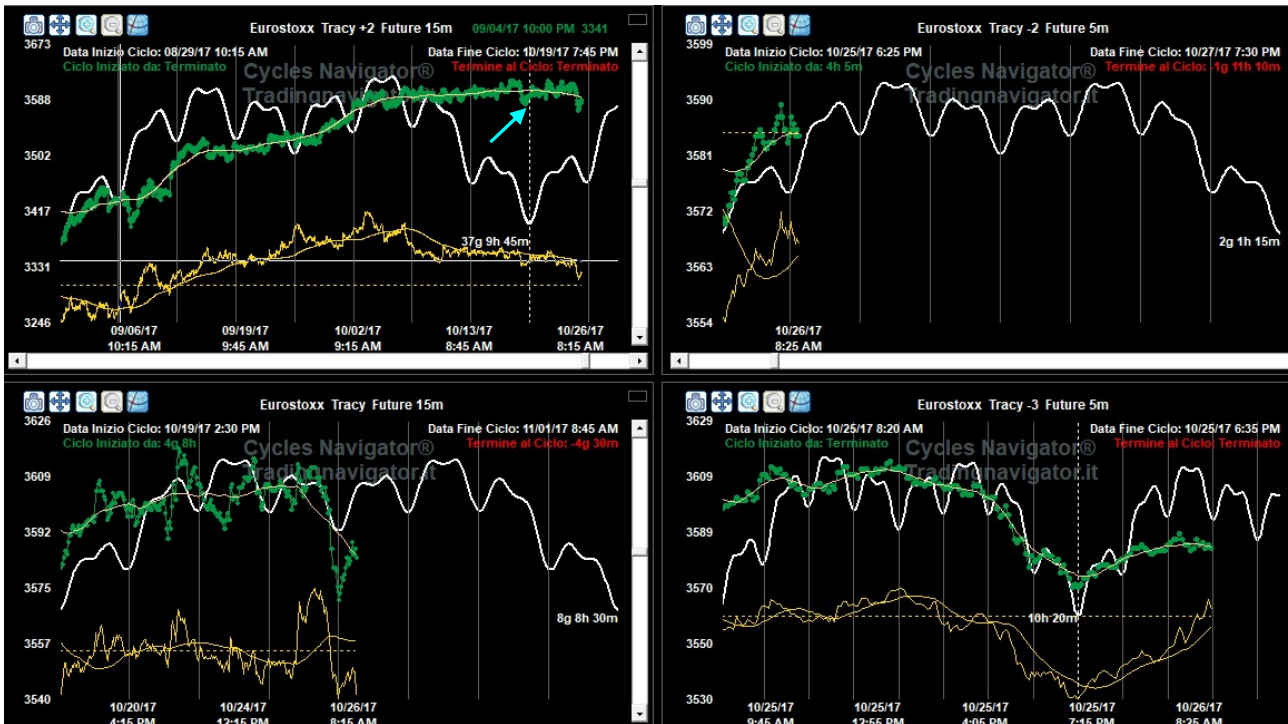 Eurostoxx Tracy +2 Future 15m
09/04/17 10:00 PM 3341
Data Inizio Ciclo: 08/29/17 10:15 AM
Data Fine Ciclo: 10/19/17 7:45 PM
Ciclo Iniziato da: Terminato
Termine al Ciclo: Terminato
Cycles Navigator®
Tradingnavigator.it
3673
3588
3502
3417
3331
3246
37g 9h 45m
09/06/17
10:15 AM
09/19/17
9:45 AM
10/02/17
9:15 AM
10/13/17
8:45 AM
10/26/17
8:15 AM
Eurostoxx Tracy -2 Future 5m
Data Inizio Ciclo: 10/25/17 6:25 PM
Data Fine Ciclo: 10/27/17 7:30 PM
Ciclo Iniziato da: 4h 5m
Termine al Ciclo: -1g 11h 10m
Cycles Navigator®
Tradingnavigator.it
3599
3590
3581
3572
3563
3554
2g 1h 15m
10/26/17
8:25 AM
Eurostoxx Tracy Future 15m
Data Inizio Ciclo: 10/19/17 2:30 PM
Data Fine Ciclo: 11/01/17 8:45 AM
Ciclo Iniziato da: 4g 8h
Termine al Ciclo: -4g 30m
Cycles Navigator®
Tradingnavigator.it
3626
3609
3592
3575
3557
3540
8g 8h 30m
10/20/17
4:15 PM
10/24/17
12:15 PM
10/26/17
8:15 AM
Eurostoxx Tracy -3 Future 5m
Data Inizio Ciclo: 10/25/17 8:20 AM
Data Fine Ciclo: 10/25/17 6:35 PM
Ciclo Iniziato da: Terminato
Termine al Ciclo: Terminato
Cycles Navigator®
Tradingnavigator.it
3629
3609
3589
3570
3550
3530
10h 20m
10/25/17
9:45 AM
10/25/17
12:55 PM
10/25/17
4:05 PM
10/25/17
7:15 PM
10/26/17
8:25 AM